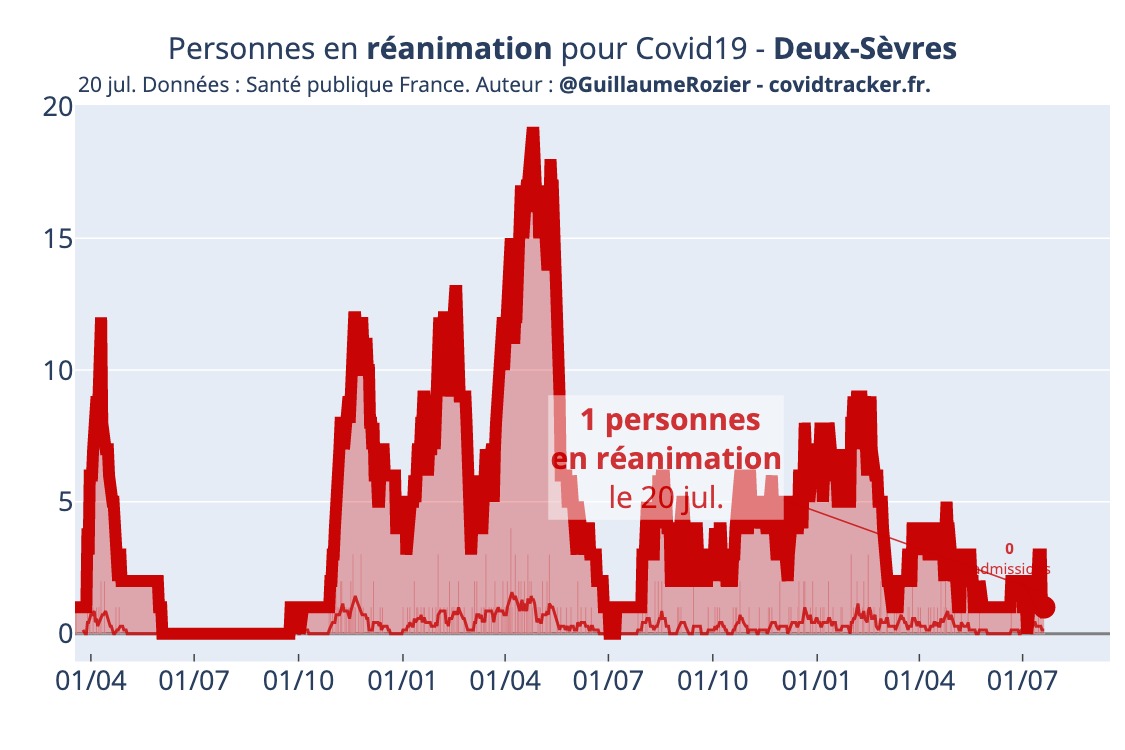 Personnes en réanimation pour Covid19 - Deux-Sèvres
20 jul. Données : Santé publique France. Auteur : @GuillaumeRozier - covidtracker.fr.
20
15
10
5
0
1 personnes
en réanimation
le 20 jul.
0
admissions
01/04 01/07 01/10 01/01 01/04 01/07 01/10 01/01 01/04 01/07